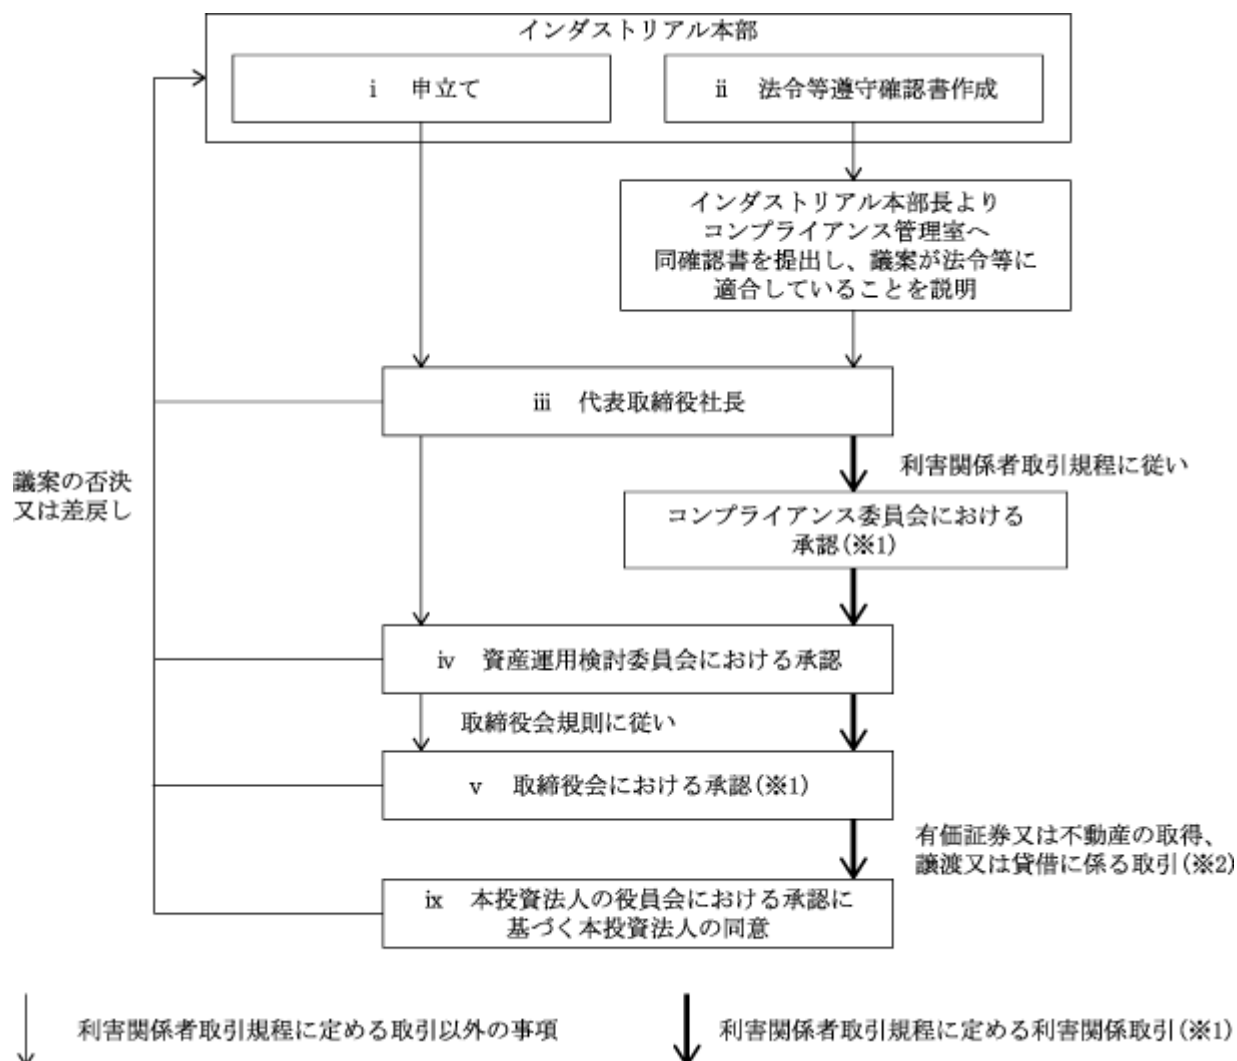 インダストリアル本部
ⅰ 申立て
ⅱ 法令等遵守確認書作成
インダストリアル本部長より
コンプライアンス管理室へ
同確認書を提出し、議案が法令等に
適合していることを説明
ⅲ 代表取締役社長
利害関係者取引規程に従い
議案の否決
又は差戻し
コンプライアンス委員会における
承認(※1)
ⅳ 資産運用検討委員会における承認
取締役会規則に従い
ⅴ 取締役会における承認(※1)
有価証券又は不動産の取得、
譲渡又は貸借に係る取引(※2)
ⅸ 本投資法人の役員会における承認に
基づく本投資法人の同意
利害関係者取引規程に定める取引以外の事項
利害関係者取引規程に定める利害関係取引(※1)